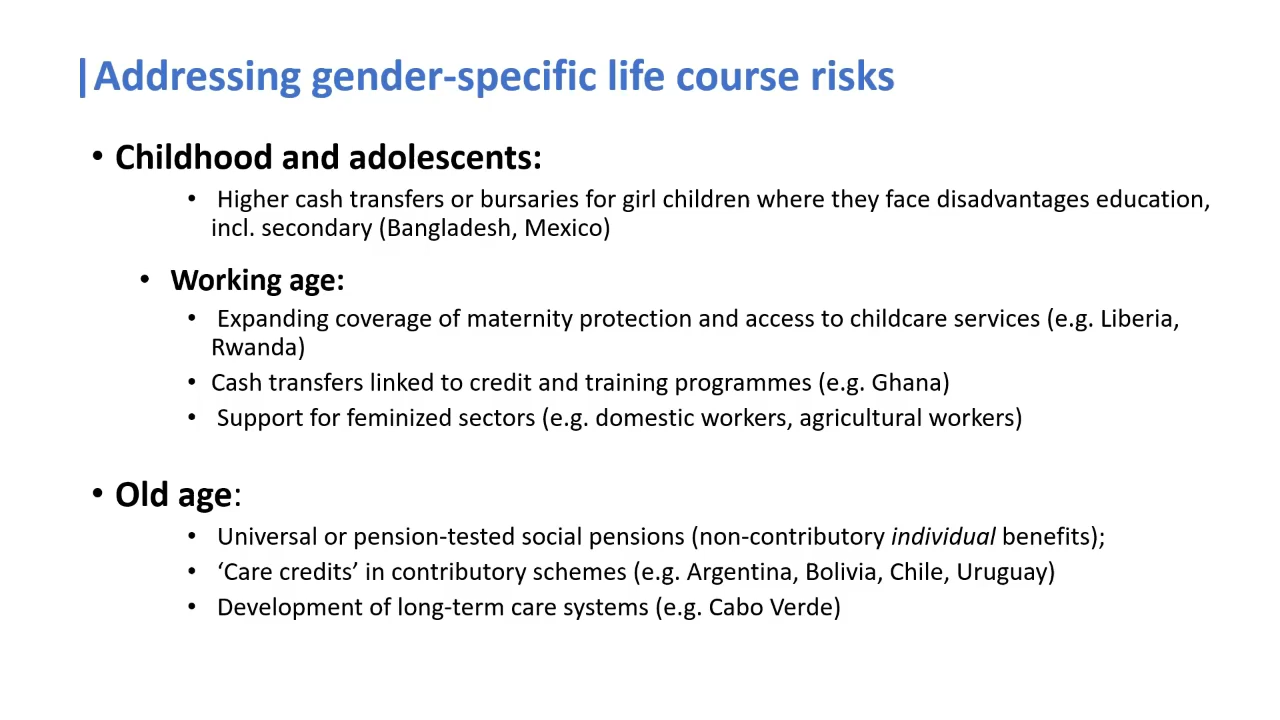 |Addressing gender-specific life course risks
• Childhood and adolescents:
• Higher cash transfers or bursaries for girl children where they face disadvantages education,
incl. secondary (Bangladesh, Mexico)
• Working age:
• Expanding coverage of maternity protection and access to childcare services (e.g. Liberia,
Rwanda)
• Cash transfers linked to credit and training programmes (e.g. Ghana)
• Support for feminized sectors (e.g. domestic workers, agricultural workers)
• Old age:
• Universal or pension-tested social pensions (non-contributory individual benefits);
• ‘Care credits’ in contributory schemes (e.g. Argentina, Bolivia, Chile, Uruguay)
• Development of long-term care systems (e.g. Cabo Verde)